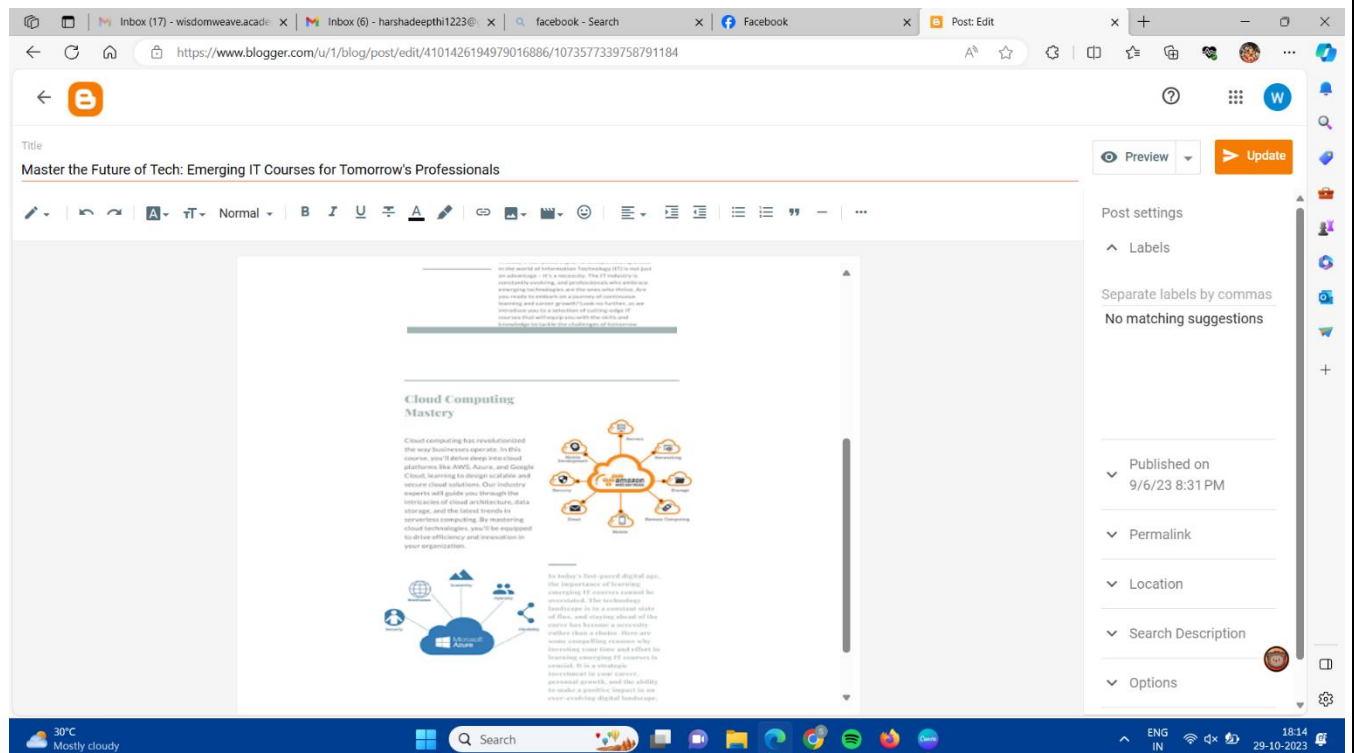 Inbox (17) - wisdomweave.acade
Inbox (6) - harshadeepthi1223@
facebook - Search
Facebook
Post: Edit
https://www.blogger.com/u/1/blog/post/edit/4101426194979016886/1073577339758791184
W
Title
Master the Future of Tech: Emerging IT Courses for Tomorrow's Professionals
Preview
Update
Normal
B I U A
Post settings
Labels
Separate labels by commas
No matching suggestions
Published on
9/6/23 8:31 PM
Permalink
Location
Search Description
Options
in the world of Information Technology (IT) is not just
an advantage – it's a necessity. The IT industry is
constantly evolving, and professionals who embrace
emerging technologies are the ones who thrive. Are
you ready to embark on a journey of continuous
learning and career growth? Look no further, as we
introduce you to a selection of cutting-edge IT
courses that will equip you with the skills and
knowledge to tackle the challenges of tomorrow
Cloud Computing
Mastery
Cloud computing has revolutionized
the way businesses operate. In this
course, you'll delve deep into cloud
platforms like AWS, Azure, and Google
Cloud, learning to design scalable and
secure cloud solutions. Our industry
experts will guide you through the
intricacies of cloud architecture, data
storage, and the latest trends in
serverless computing. By mastering
cloud technologies, you'll be equipped
to drive efficiency and innovation in
your organization.
Networking
Storage
Email
Mobile
amazon
Microsoft
Azure
In today's fast-paced digital age,
the importance of learning
emerging IT courses cannot be
overstated. The technology
landscape is in a constant state
of flux, and staying ahead of the
curve has become a necessity
rather than a choice. Here are
some compelling reasons why
investing your time and effort in
learning emerging IT courses is
crucial. It is a strategic
investment in your career,
personal growth, and the ability
to make a positive impact in an
ever-evolving digital landscape.
30°C
Mostly cloudy
Search
ENG
IN
18:14
29-10-2023